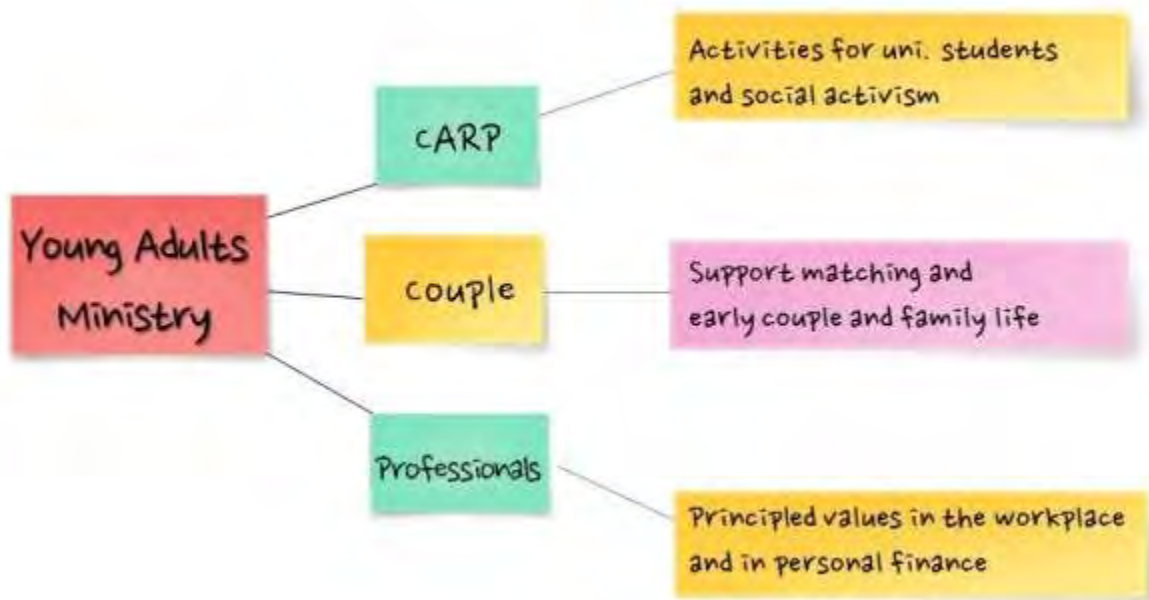 Young Adults
Ministry
cARP
Activities for uni. students
and social activism
couple
Support matching and
early couple and family life
Professionals
Principled values in the workplace
and in personal finance